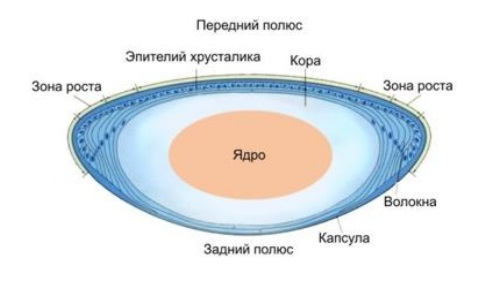 Передний полюс
Эпителий хрусталика
Кора
Зона роста
Зона роста
Ядро
Волокна
Капсула
Задний полюс